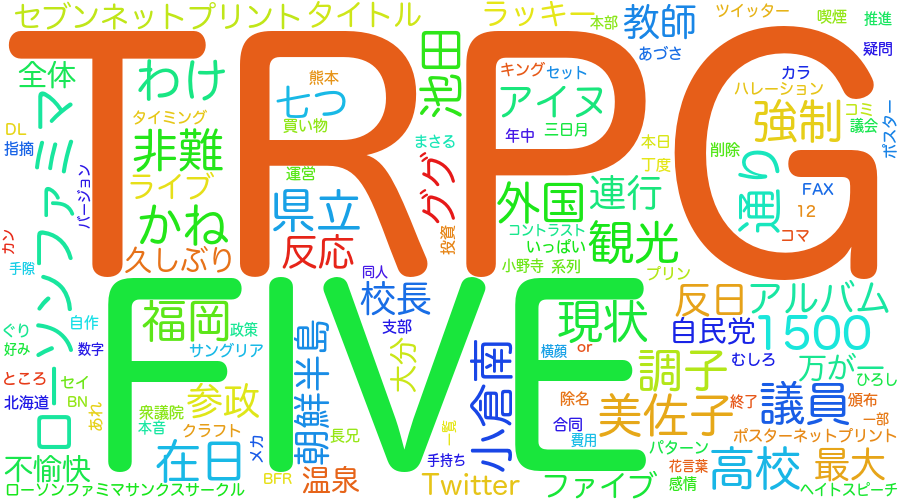 セブンネットプリント
タイトル
ラッキー
本部
教師
ツイッター
喫煙
推進
全体
わけ
熊本
七つ
買い物
池田
キング
セット
あづさ
カラ
疑問
TRPG
ハレーション
アイヌ
強制
コミ
議会
ポスター
DL
指摘
タイミング
非難
三日月
年中
まさる
本日
丁度
削除
ローソンファミマ
バージョン
ライブ
運営
県立
ググ
外国
連行
通り
FAX
12
コマ
かね
久しぶり
反応
投資
コントラスト
いっぱい
観光
カン
手隙
同人
小野寺
系列
プリン
FIVE
校長
支部
現状
反日
アルバム
自民党
1500
福岡
政策
自作
ぐり
好み
数字
サングリア
朝鮮半島
大分
小倉南
横顔
or
調子
むしろ
万が一
ひろし
ところ
セイ
北海道
BN
あれ
参政
衆議院
本音
クラフト
メカ
長兄
一覧
除名
合同
費用
美佐子
終了
議員
頒布
一部
ポスターネットプリント
不愉快
在日
BFR
温泉
手持ち
Twitter
ファイブ
パターン
花言葉
感情
高校
最大
ローソンファミマサンクスサークル
ヘイトスピーチ